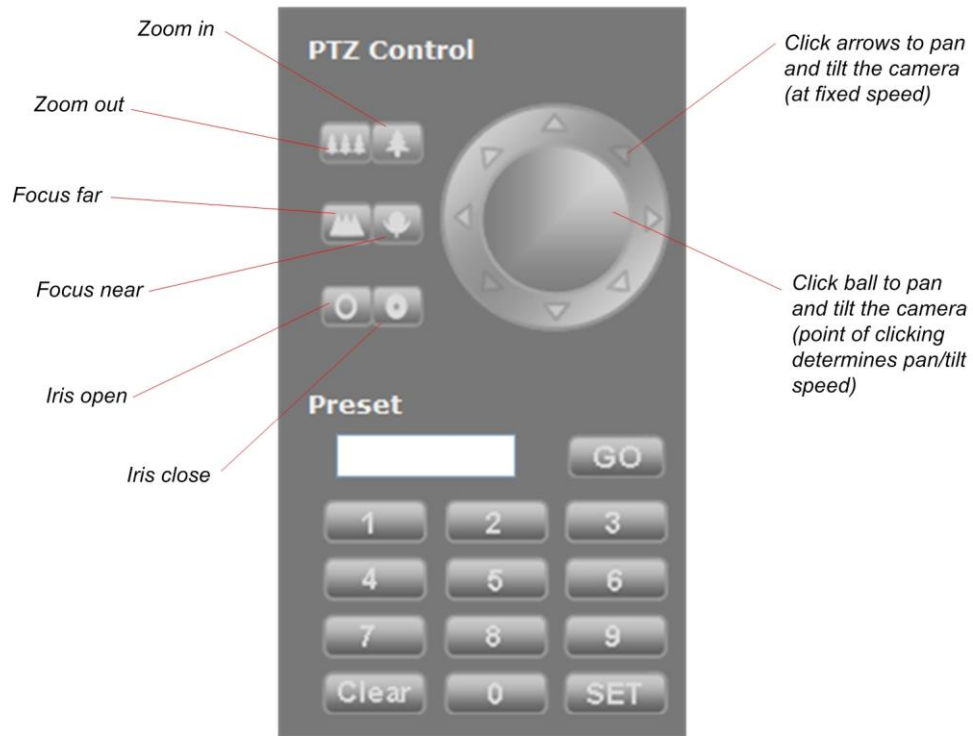 Zoom in
PTZ Control
Click arrows to pan
and tilt the camera
(at fixed speed)
Zoom out
Focus far
Focus near
Click ball to pan
and tilt the camera
(point of clicking
determines pan/tilt
speed)
Iris open
Preset
Iris close
GO
1 2 3
4 5 6
7 8 9
Clear 0 SET